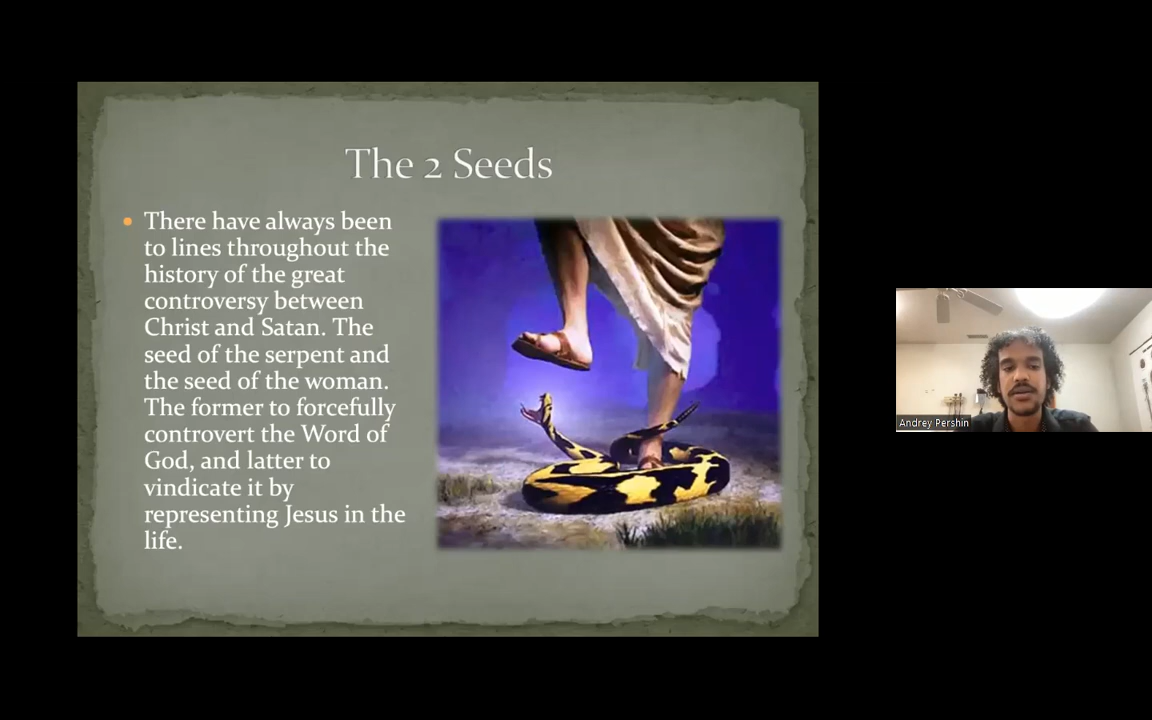 The 2 Seeds
There have always been
to lines throughout the
history of the great
controversy between
Christ and Satan. The
seed of the serpent and
the seed of the woman.
The former to forcefully
controvert the Word of
God, and latter to
vindicate it by
representing Jesus in the
life.
Andrey Pershin